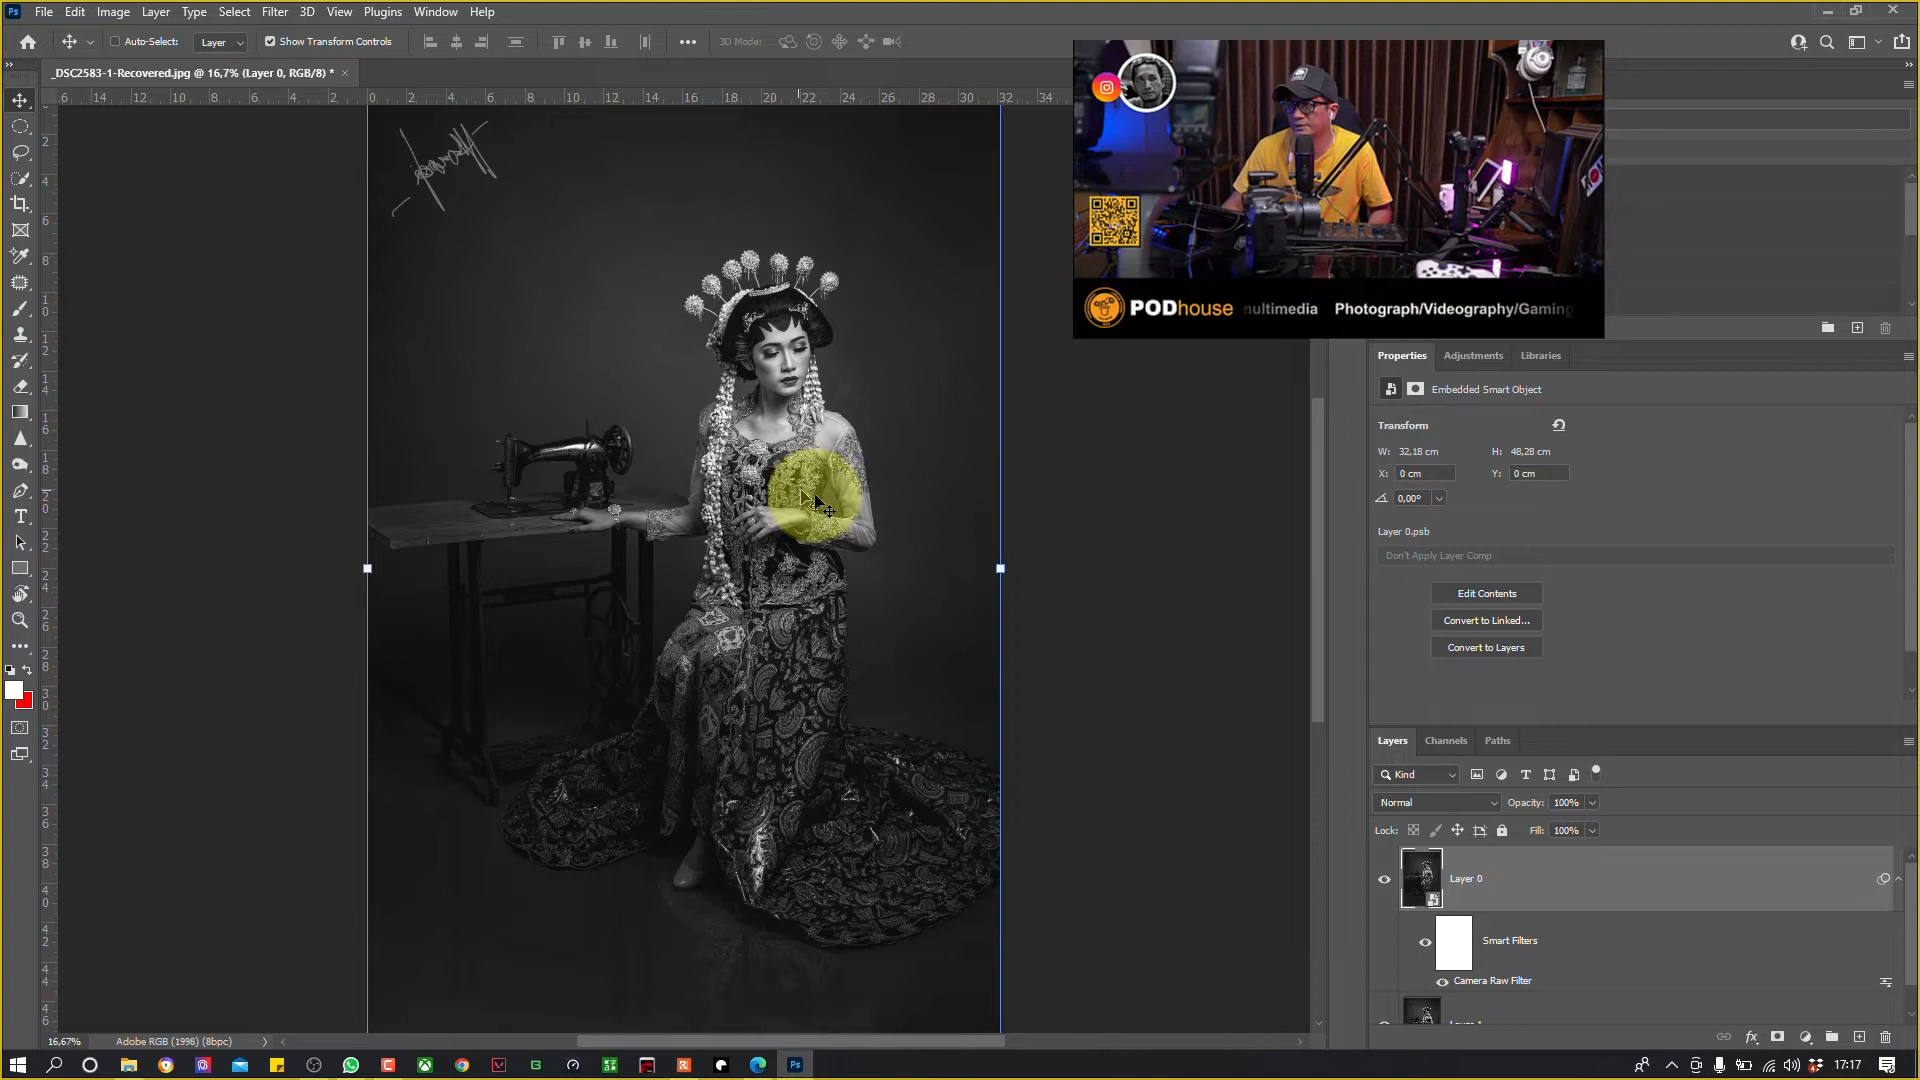 File Edit Image Layer Type Select Filter 3D View Plugins Window Help
Auto-Select: Layer Show Transform Controls 3D Mode:
_DSC2583-1-Recovered.jpg @ 16,7% (Layer 0, RGB/8) *
PODhouse
Photograph/Videography/Gaming
Properties Adjustments Libraries
Embedded Smart Object
Transform
W: 32,18 cm H: 48,28 cm
X: 0 cm Y: 0 cm
0,00°
Layer 0.psb
Don't Apply Layer Comp
Edit Contents
Convert to Linked...
Convert to Layers
Layers Channels Paths
Kind
Normal Opacity: 100%
Lock: Fill: 100%
Layer 0
Smart Filters
Camera Raw Filter
16,67% Adobe RGB (1998) (8bpc)
17:17